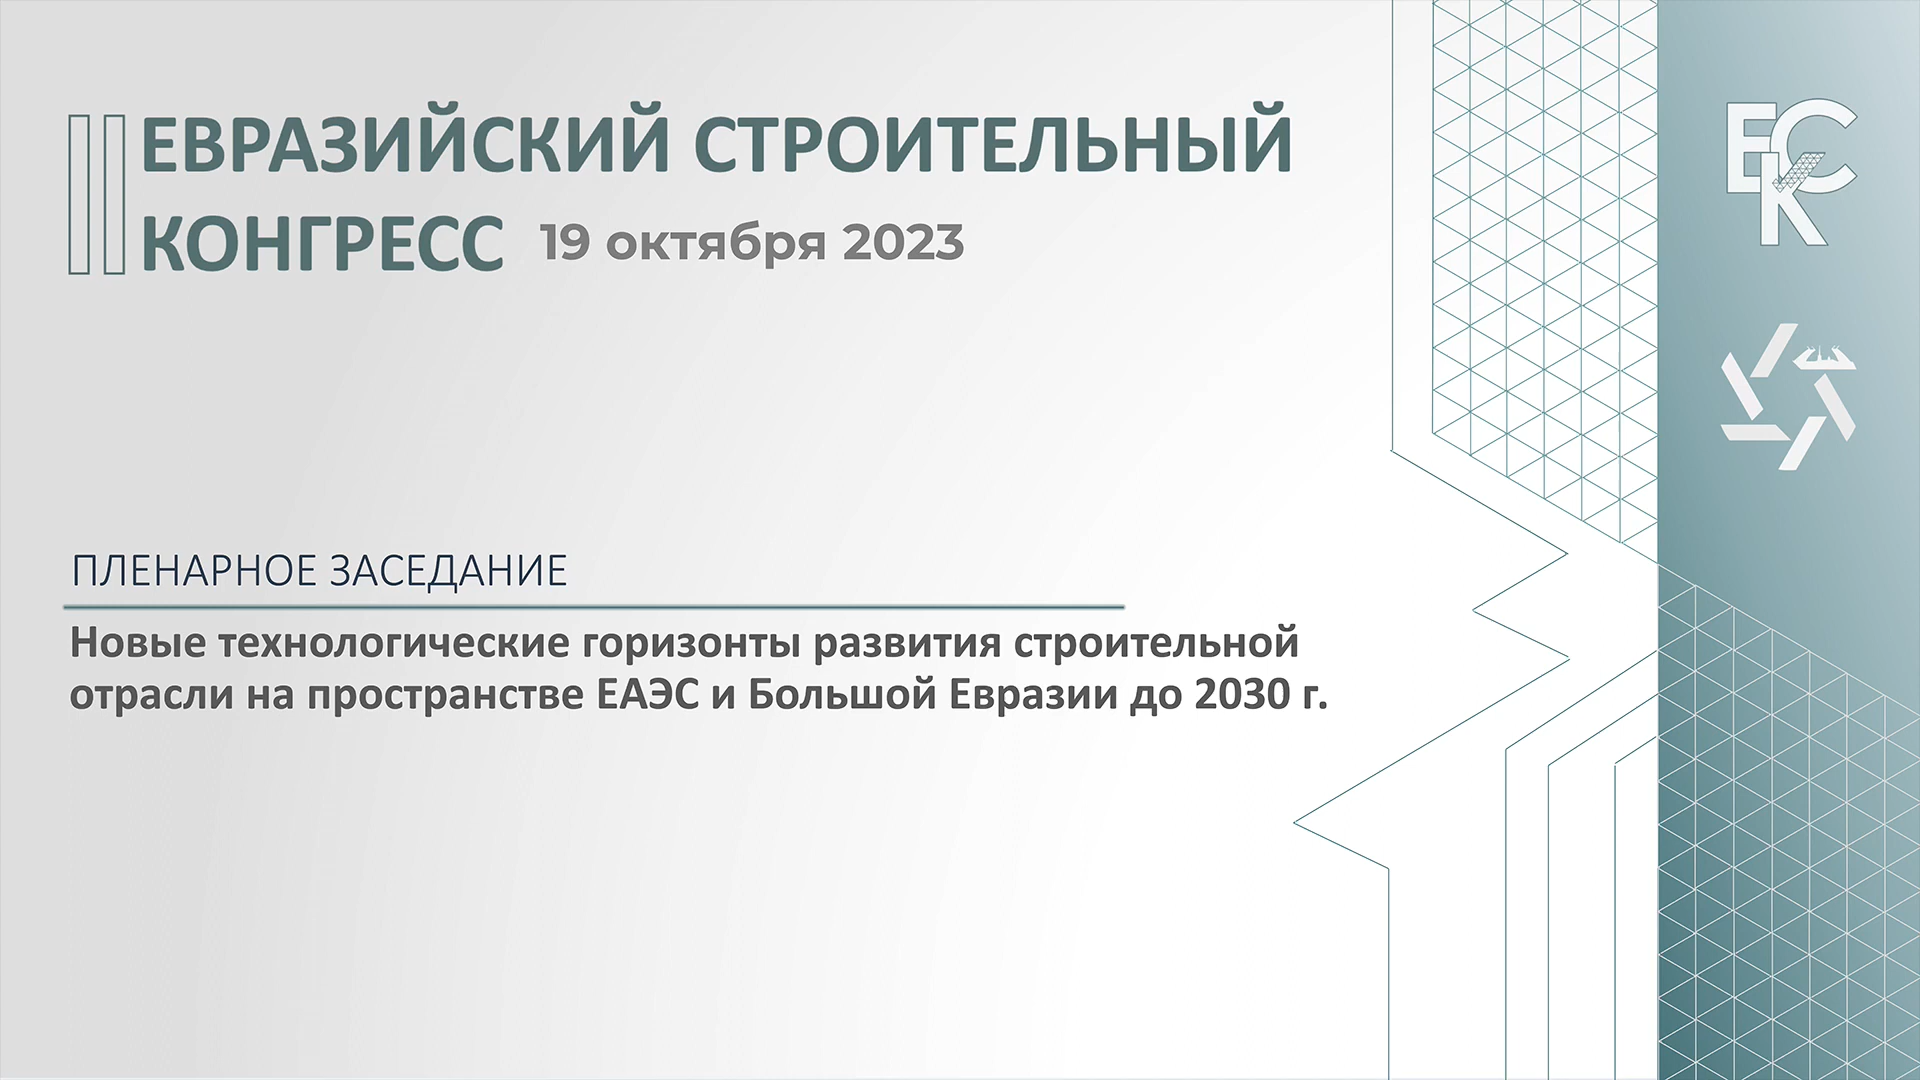 II ЕВРАЗИЙСКИЙ СТРОИТЕЛЬНЫЙ
КОНГРЕСС 19 октября 2023
ЕСК
ПЛЕНАРНОЕ ЗАСЕДАНИЕ
Новые технологические горизонты развития строительной
отрасли на пространстве ЕАЭС и Большой Евразии до 2030 г.